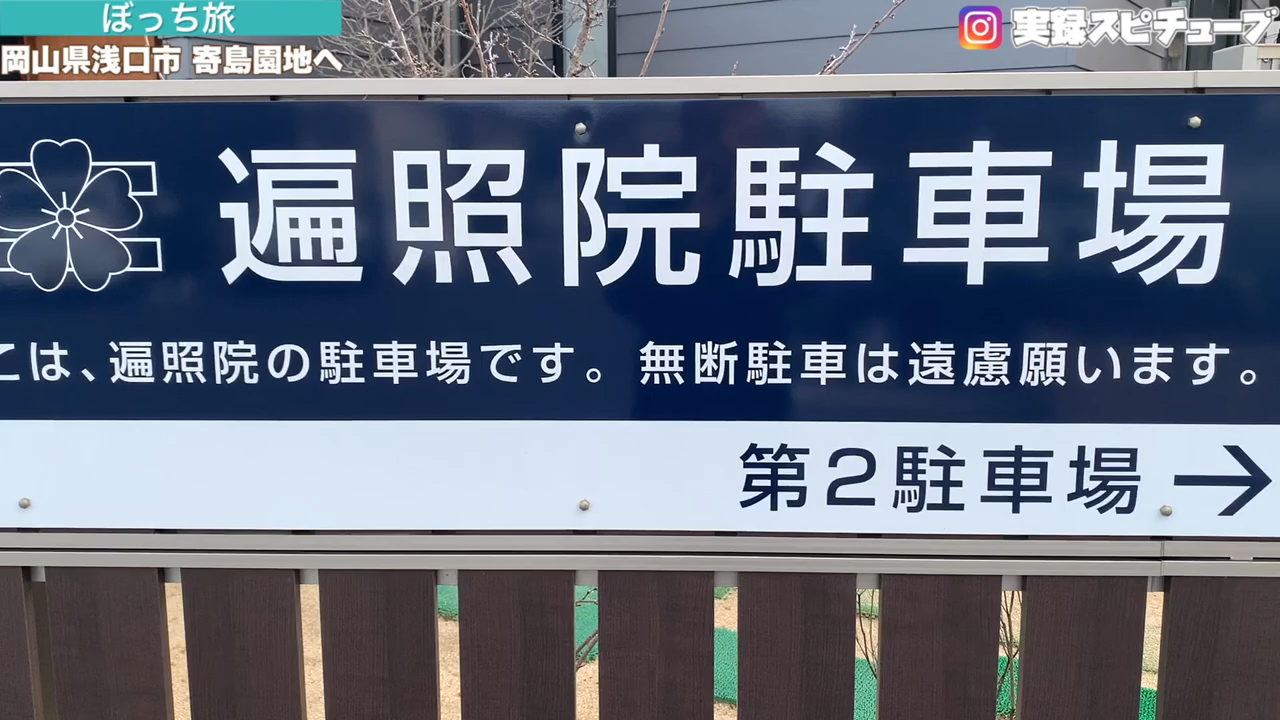 ぼっち旅
岡山県浅口市 寄島園地へ
実録スピチューブ
遍照院駐車場
は、遍照院の駐車場です。無断駐車は遠慮願います。
第2駐車場→